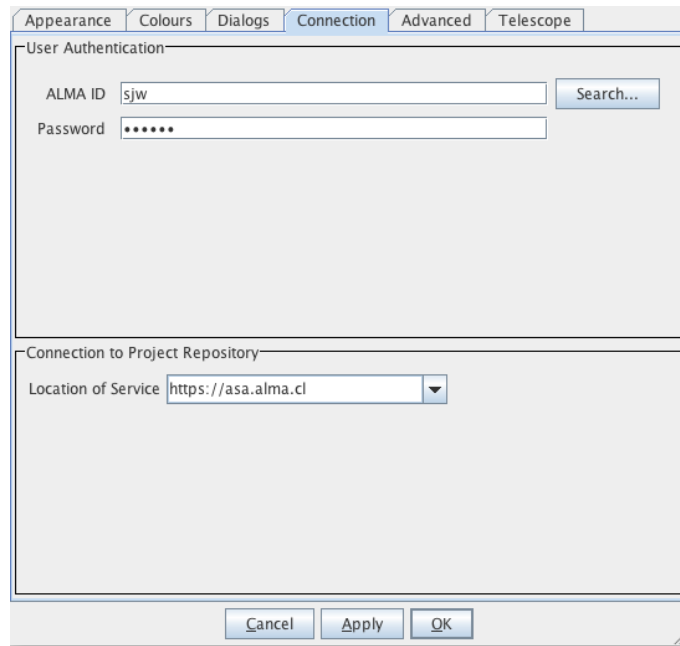 Appearance Colours Dialogs Connection Advanced Telescope
User Authentication
ALMA ID sjw Search...
Password ••••••
Connection to Project Repository
Location of Service https://asa.alma.cl
Cancel Apply OK